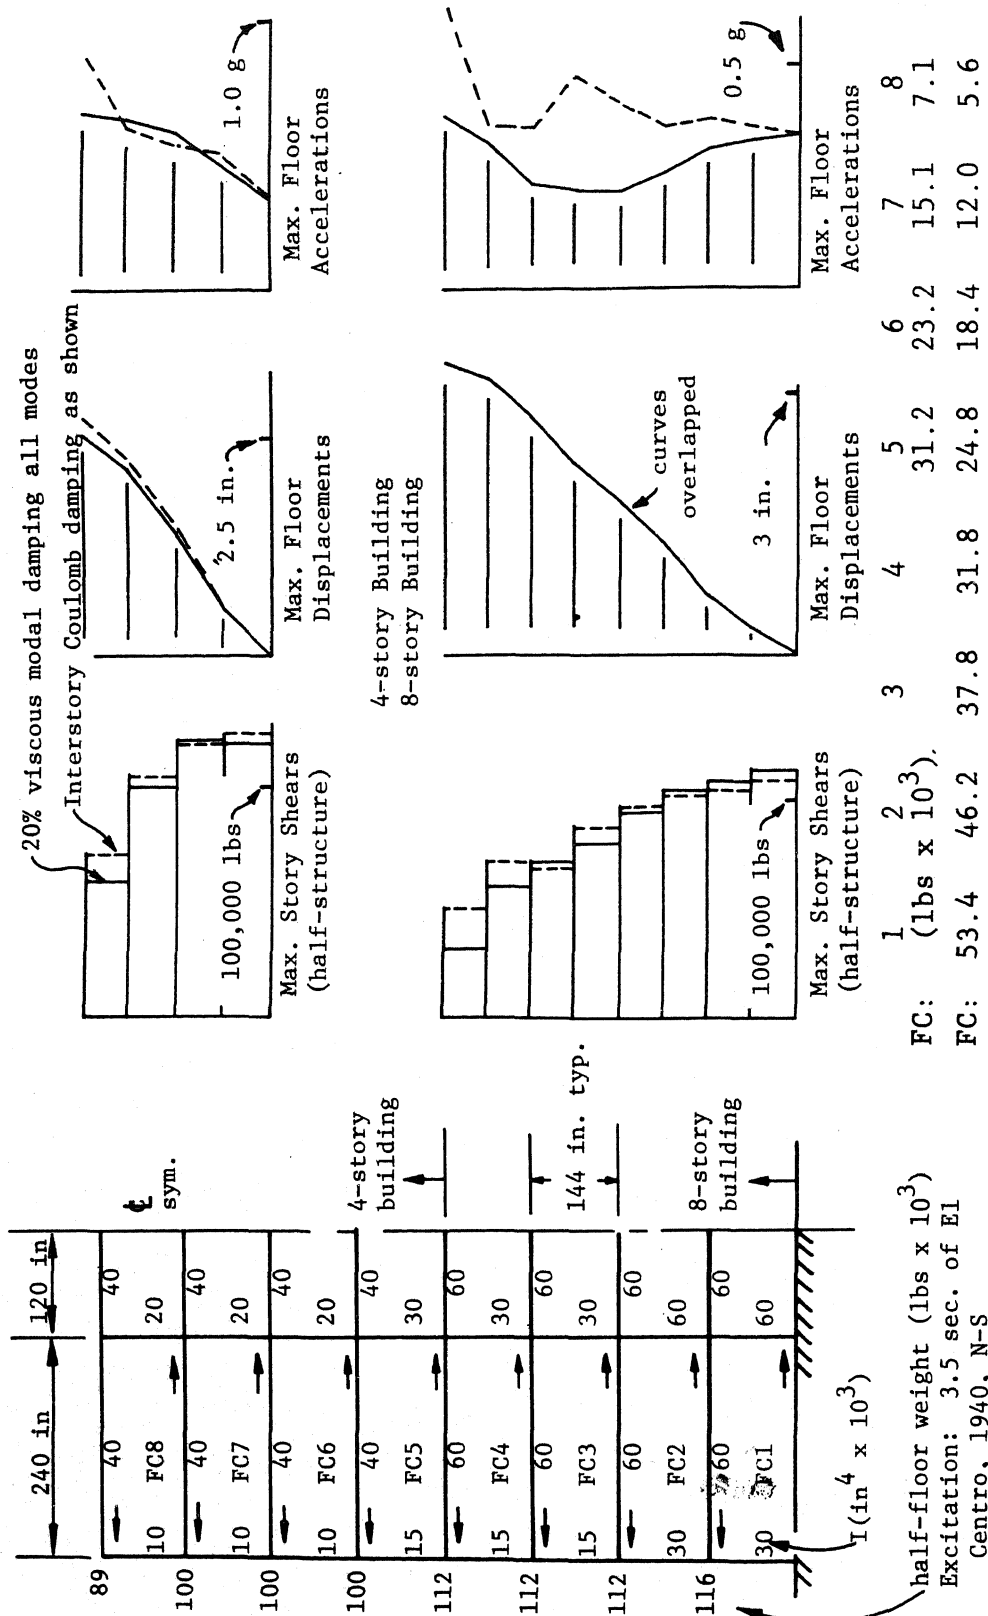 240 in
120 in
℄
sym.
89
40
40
10
FC8
20
100
40
40
10
FC7
20
100
40
40
10
FC6
20
100
40
40
4-story
building
15
FC5
30
112
60
60
15
FC4
30
112
60
60
144 in. typ.
15
FC3
30
112
60
60
30
FC2
60
8-story
building
116
60
60
30
FC1
60
I(in⁴ x 10³)
half-floor weight (lbs x 10³)
Excitation: 3.5 sec. of El
Centro, 1940, N-S
20% viscous modal damping all modes
Interstory Coulomb damping as shown
100,000 lbs
Max. Story Shears
(half-structure)
2.5 in.
Max. Floor
Displacements
1.0 g
Max. Floor
Accelerations
4-story Building
8-story Building
100,000 lbs
Max. Story Shears
(half-structure)
curves
overlapped
3 in.
Max. Floor
Displacements
0.5 g
Max. Floor
Accelerations
1 2 3 4 5 6 7 8
FC: (lbs x 10³) 31.2 23.2 15.1 7.1
FC: 53.4 46.2 37.8 31.8 24.8 18.4 12.0 5.6